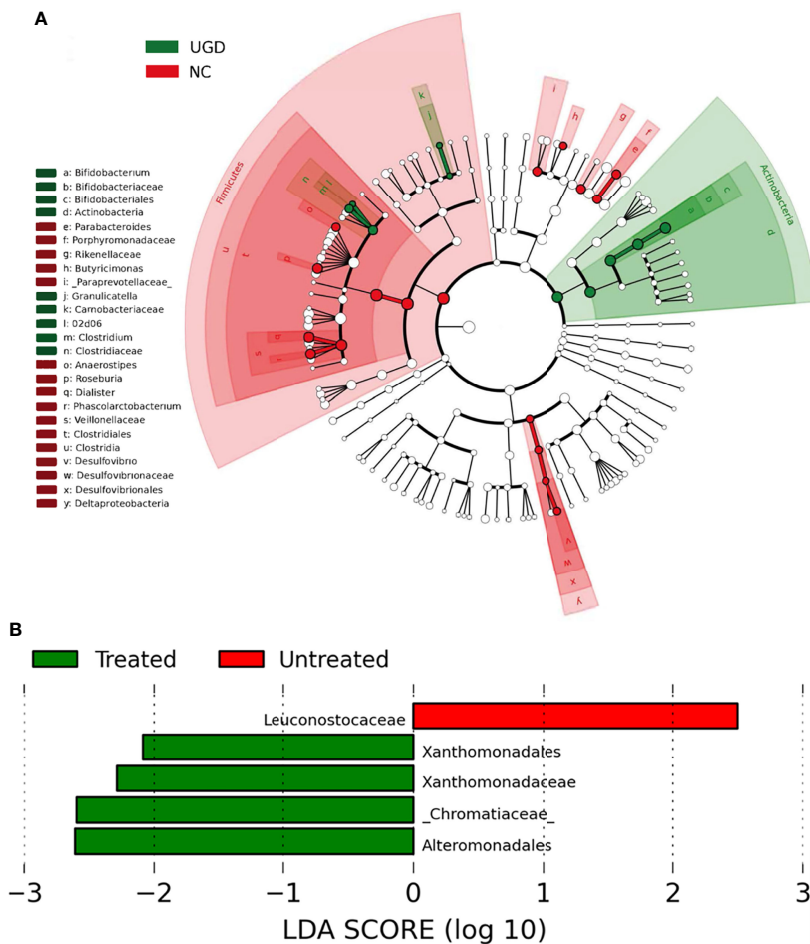 A
UGD
NC
a: Bifidobacterium
b: Bifidobacteriaceae
c: Bifidobacteriales
d: Actinobacteria
e: Parabacteroides
f: Porphyromonadaceae
g: Rikenellaceae
h: Butyricimonas
i: _Paraprevotellaceae_
j: Granulicatella
k: Carnobacteriaceae
l: 02d06
m: Clostridium
n: Clostridiaceae
o: Anaerostipes
p: Roseburia
q: Dialister
r: Phascolarctobacterium
s: Veillonellaceae
t: Clostridiales
u: Clostridia
v: Desulfovibrio
w: Desulfovibrionaceae
x: Desulfovibrionales
y: Deltaproteobacteria
Firmicutes
Actinobacteria
k
j
i
h
g
f
e
a
b
c
d
n
m
l
o
p
q
r
s
t
u
v
w
x
y
B
Treated
Untreated
Leuconostocaceae
Xanthomonadales
Xanthomonadaceae
_Chromatiaceae_
Alteromonadales
−3 −2 −1 0 1 2 3
LDA SCORE (log 10)